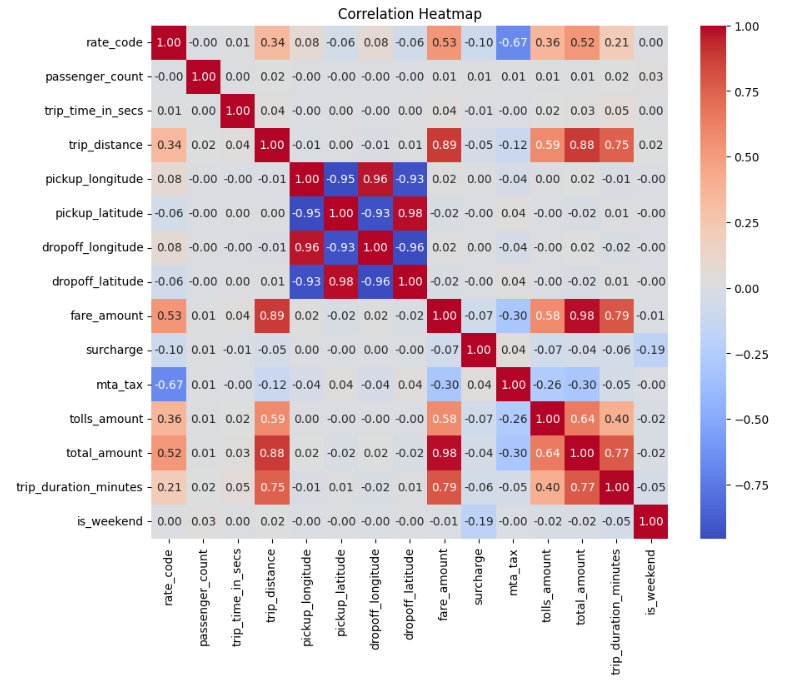 Correlation Heatmap
rate_code 1.00 -0.00 0.01 0.34 0.08 -0.06 0.08 -0.06 0.53 -0.10 -0.67 0.36 0.52 0.21 0.00
passenger_count -0.00 1.00 0.00 0.02 -0.00 -0.00 -0.00 -0.00 0.01 0.01 0.01 0.01 0.01 0.02 0.03
trip_time_in_secs 0.01 0.00 1.00 0.04 -0.00 0.00 -0.00 0.00 0.04 -0.01 -0.00 0.02 0.03 0.05 0.00
trip_distance 0.34 0.02 0.04 1.00 -0.01 0.00 -0.01 0.01 0.89 -0.05 -0.12 0.59 0.88 0.75 0.02
pickup_longitude 0.08 -0.00 -0.00 -0.01 1.00 -0.95 0.96 -0.93 0.02 0.00 -0.04 0.00 0.02 -0.01 -0.00
pickup_latitude -0.06 -0.00 0.00 0.00 -0.95 1.00 -0.93 0.98 -0.02 -0.00 0.04 -0.00 -0.02 0.01 -0.00
dropoff_longitude 0.08 -0.00 -0.00 -0.01 0.96 -0.93 1.00 -0.96 0.02 0.00 -0.04 -0.00 0.02 -0.02 -0.00
dropoff_latitude -0.06 -0.00 0.00 0.01 -0.93 0.98 -0.96 1.00 -0.02 -0.00 0.04 -0.00 -0.02 0.01 -0.00
fare_amount 0.53 0.01 0.04 0.89 0.02 -0.02 0.02 -0.02 1.00 -0.07 -0.30 0.58 0.98 0.79 -0.01
surcharge -0.10 0.01 -0.01 -0.05 0.00 -0.00 0.00 -0.00 -0.07 1.00 0.04 -0.07 -0.04 -0.06 -0.19
mta_tax -0.67 0.01 -0.00 -0.12 -0.04 0.04 -0.04 0.04 -0.30 0.04 1.00 -0.26 -0.30 -0.05 -0.00
tolls_amount 0.36 0.01 0.02 0.59 0.00 -0.00 -0.00 -0.00 0.58 -0.07 -0.26 1.00 0.64 0.40 -0.02
total_amount 0.52 0.01 0.03 0.88 0.02 -0.02 0.02 -0.02 0.98 -0.04 -0.30 0.64 1.00 0.77 -0.02
trip_duration_minutes 0.21 0.02 0.05 0.75 -0.01 0.01 -0.02 0.01 0.79 -0.06 -0.05 0.40 0.77 1.00 -0.05
is_weekend 0.00 0.03 0.00 0.02 -0.00 -0.00 -0.00 -0.00 -0.01 -0.19 -0.00 -0.02 -0.02 -0.05 1.00
rate_code
passenger_count
trip_time_in_secs
trip_distance
pickup_longitude
pickup_latitude
dropoff_longitude
dropoff_latitude
fare_amount
surcharge
mta_tax
tolls_amount
total_amount
trip_duration_minutes
is_weekend
1.00
0.75
0.50
0.25
0.00
−0.25
−0.50
−0.75